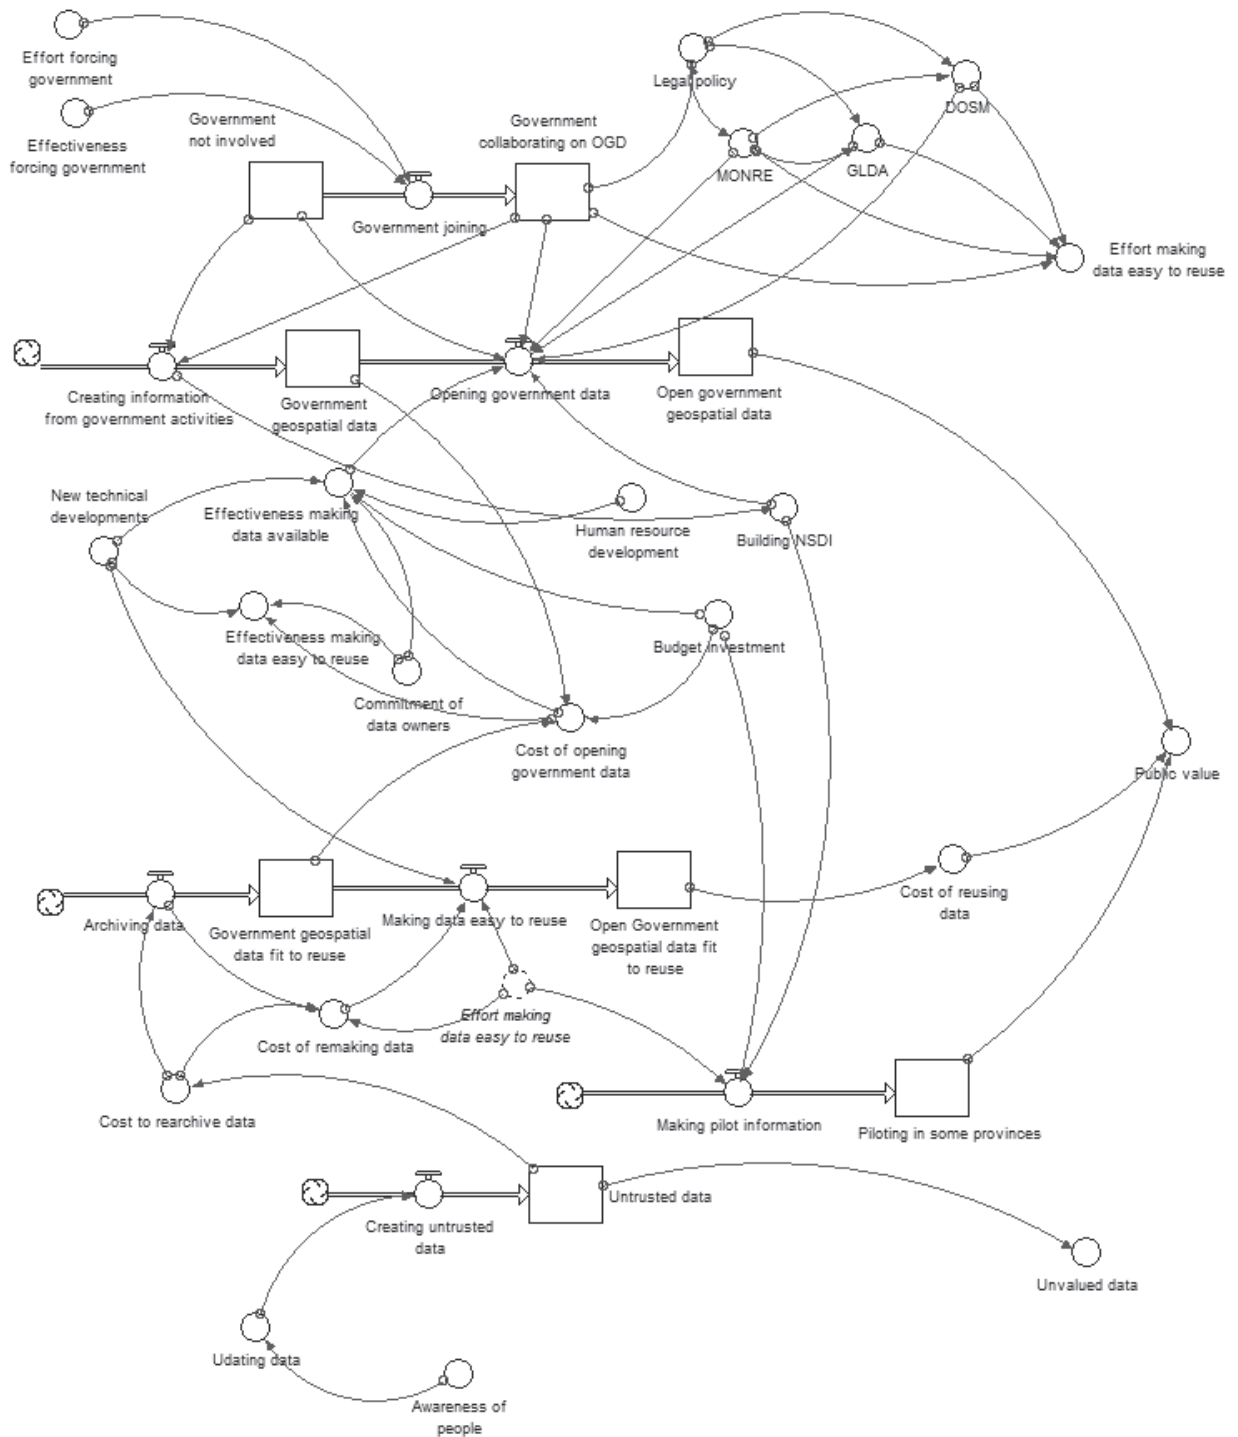 Effort forcing
government
Effectiveness
forcing government
Government
not involved
Government
collaborating on OGD
Legal policy
DOSM
MONRE
GLDA
Government joining
Effort making
data easy to reuse
Creating information
from government activities
Government
geospatial data
Opening government data
Open government
geospatial data
New technical
developments
Effectiveness making
data available
Human resource
development
Building NSDI
Effectiveness making
data easy to reuse
Budget investment
Commitment of
data owners
Cost of opening
government data
Public value
Archiving data
Government geospatial
data fit to reuse
Making data easy to reuse
Open Government
geospatial data fit
to reuse
Cost of reusing
data
Effort making
data easy to reuse
Cost of remaking data
Cost to rearchive data
Making pilot information
Piloting in some provinces
Untrusted data
Creating untrusted
data
Unvalued data
Udating data
Awareness of
people